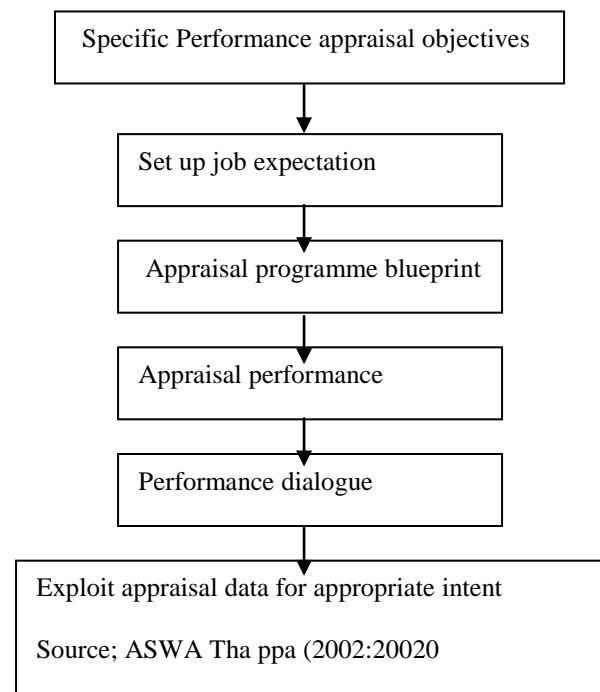 Specific Performance appraisal objectives
Set up job expectation
Appraisal programme blueprint
Appraisal performance
Performance dialogue
Exploit appraisal data for appropriate intent
Source; ASWA Tha ppa (2002:20020